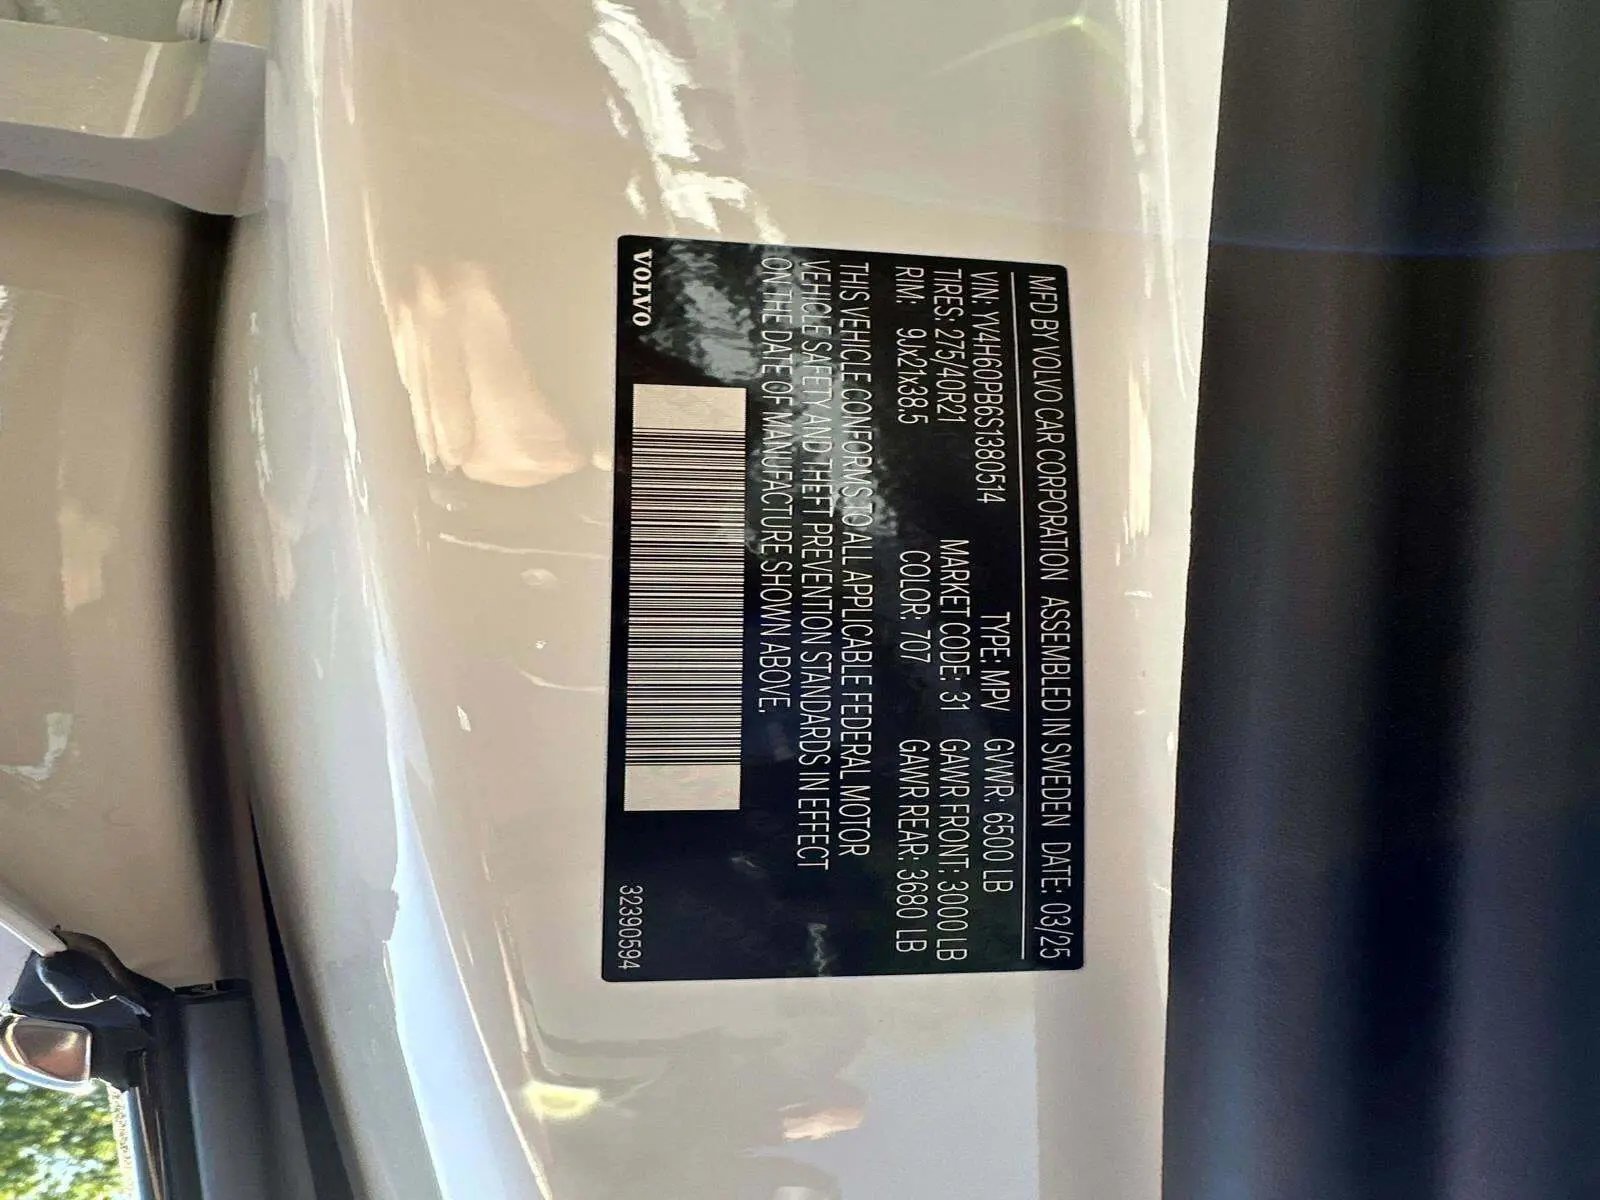 MFD BY VOLVO CAR CORPORATION ASSEMBLED IN SWEDEN DATE: 03/25
VIN: YV4H60PB6S1380514 TYPE: MPV GVWR: 6500 LB
TIRES: 275/40R21 MARKET CODE: 31 GAWR FRONT: 3000 LB
RIM: 9Jx21x38.5 COLOR: 707 GAWR REAR: 3680 LB
THIS VEHICLE CONFORMS TO ALL APPLICABLE FEDERAL MOTOR
VEHICLE SAFETY AND THEFT PREVENTION STANDARDS IN EFFECT
ON THE DATE OF MANUFACTURE SHOWN ABOVE.
VOLVO 32390594